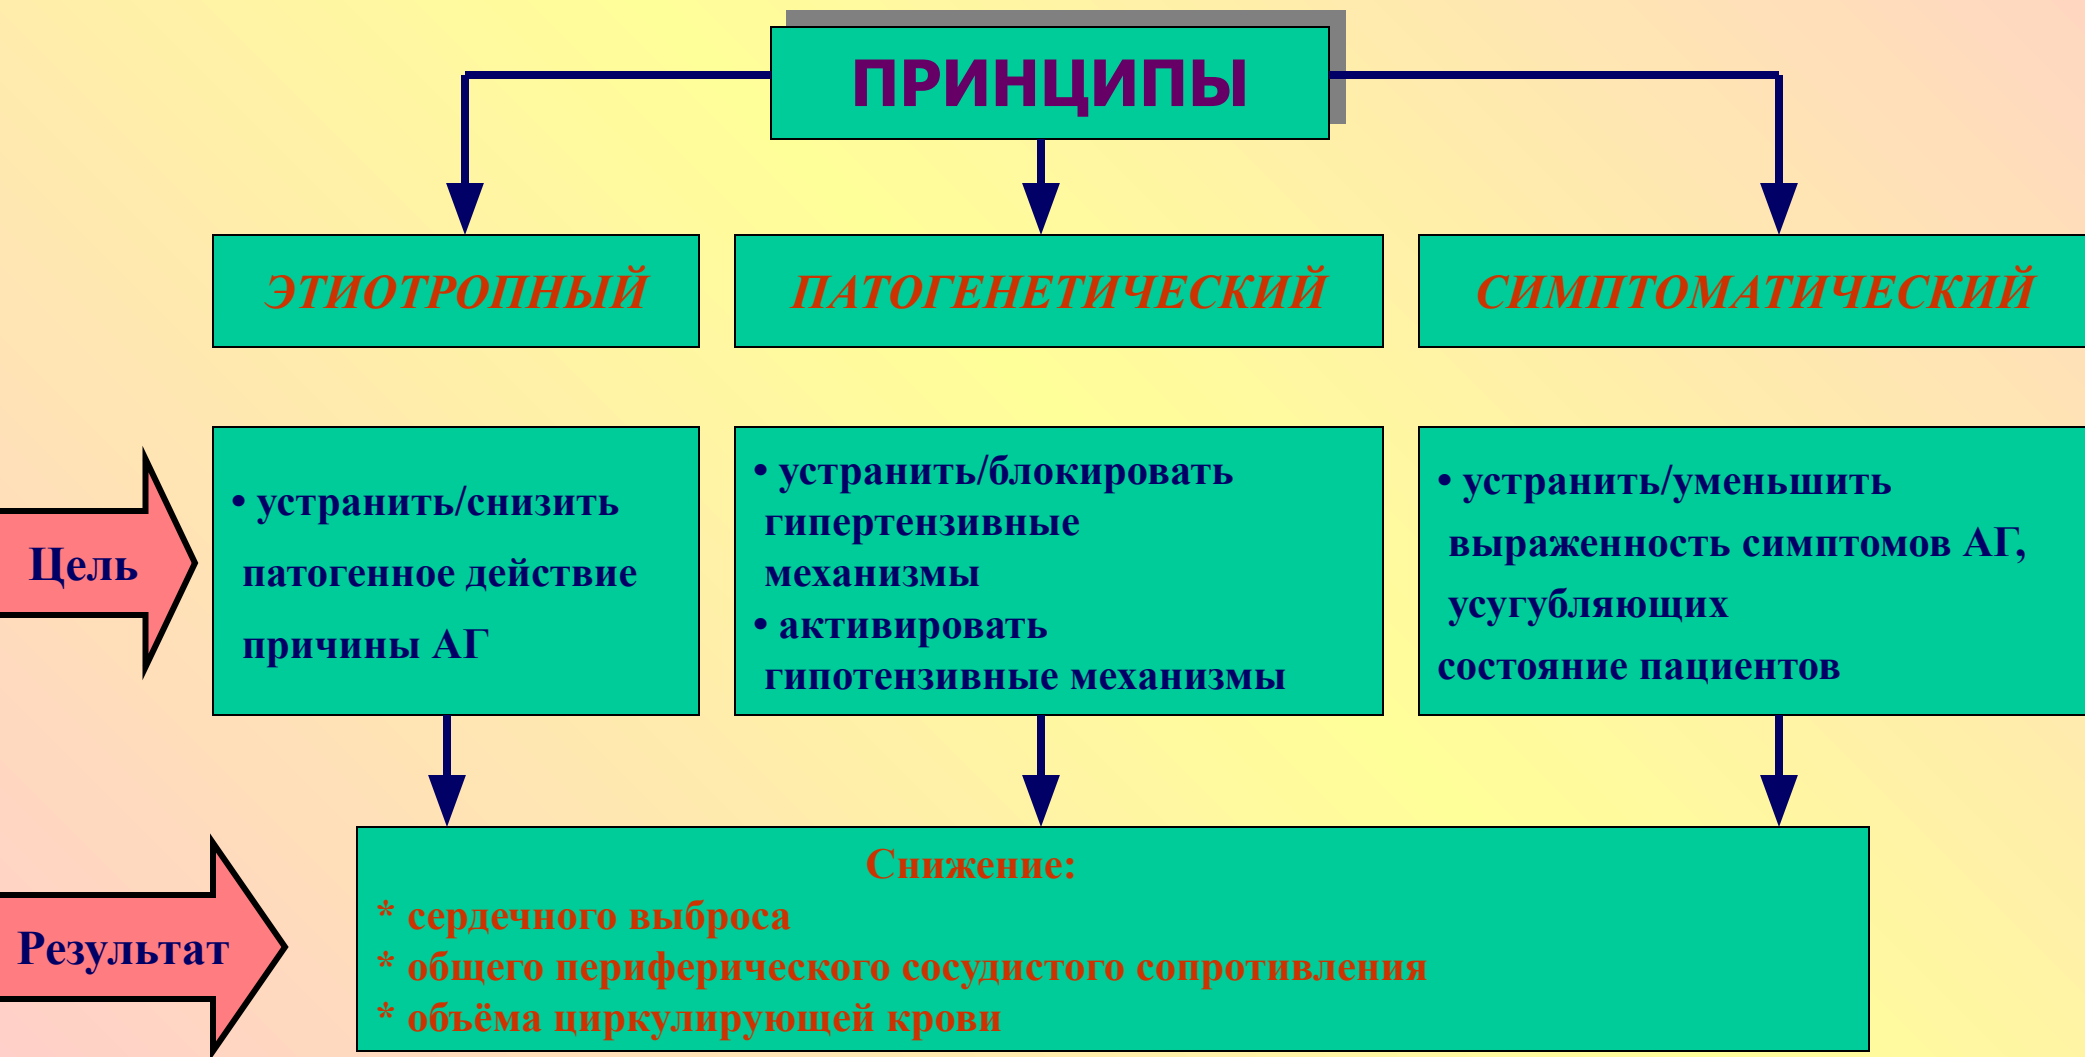 ПРИНЦИПЫ
ЭТИОТРОПНЫЙ
ПАТОГЕНЕТИЧЕСКИЙ
СИМПТОМАТИЧЕСКИЙ
Цель
• устранить/снизить
патогенное действие
причины АГ
• устранить/блокировать
гипертензивные
механизмы
• активировать
гипотензивные механизмы
• устранить/уменьшить
выраженность симптомов АГ,
усугубляющих
состояние пациентов
Результат
Снижение:
* сердечного выброса
* общего периферического сосудистого сопротивления
* объёма циркулирующей крови